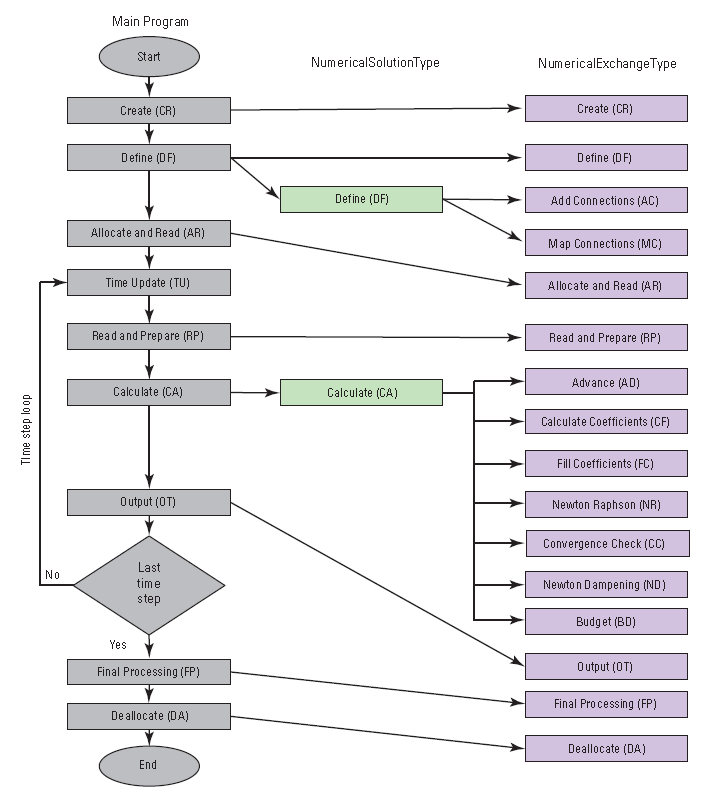 Main Program
NumericalSolutionType
NumericalExchangeType
Start
Create (CR)
Create (CR)
Define (DF)
Define (DF)
Define (DF)
Add Connections (AC)
Map Connections (MC)
Allocate and Read (AR)
Allocate and Read (AR)
Time Update (TU)
Read and Prepare (RP)
Read and Prepare (RP)
Calculate (CA)
Calculate (CA)
Advance (AD)
Calculate Coefficients (CF)
Fill Coefficients (FC)
Newton Raphson (NR)
Convergence Check (CC)
Newton Dampening (ND)
Budget (BD)
Time step loop
Output (OT)
Output (OT)
Last
time
step
No
Yes
Final Processing (FP)
Final Processing (FP)
Deallocate (DA)
Deallocate (DA)
End